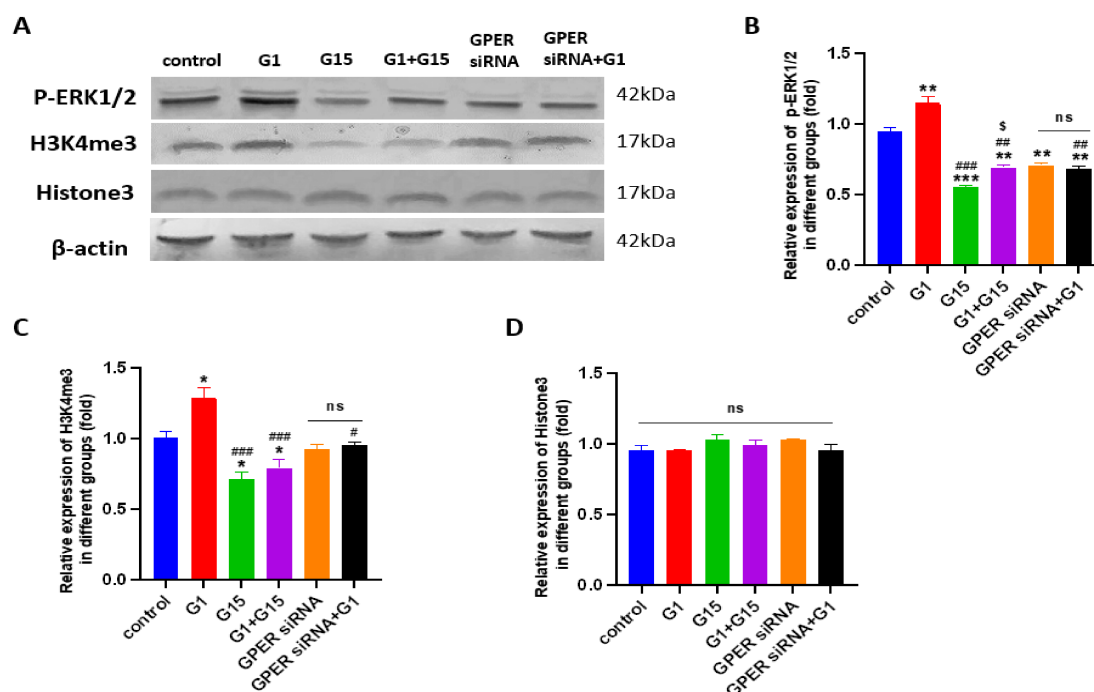 A
control G1 G15 G1+G15 GPER siRNA GPER siRNA+G1
P-ERK1/2 42kDa
H3K4me3 17kDa
Histone3 17kDa
β-actin 42kDa
B
Relative expression of p-ERK1/2
in different groups (fold)
1.5
1.0
0.5
0.0
**
###
***
$
##
**
**
ns
##
**
control G1 G15 G1+G15 GPER siRNA GPER siRNA+G1
C
Relative expression of H3K4me3
in different groups (fold)
1.5
1.0
0.5
0.0
*
###
*
###
*
ns
#
control G1 G15 G1+G15 GPER siRNA GPER siRNA+G1
D
Relative expression of Histone3
in different groups (fold)
1.5
1.0
0.5
0.0
ns
control G1 G15 G1+G15 GPER siRNA GPER siRNA+G1